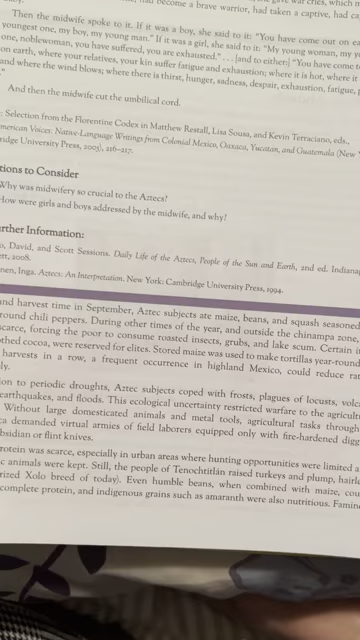 become a brave warrior, had taken a captive, had ca
Then the midwife spoke to it. If it was a boy, she said to it: "You have come out on ea
youngest one, my boy, my young man." If it was a girl, she said to it: "My young woman, my yo
one, noblewoman, you have suffered, you are exhausted." . . . [and to either:] "You have come to
on earth, where your relatives, your kin suffer fatigue and exhaustion; where it is hot, where it
and where the wind blows; where there is thirst, hunger, sadness, despair, exhaustion, fatigue, p
And then the midwife cut the umbilical cord.
: Selection from the Florentine Codex in Matthew Restall, Lisa Sousa, and Kevin Terraciano, eds.,
merican Voices: Native-Language Writings from Colonial Mexico, Oaxaca, Yucatan, and Guatemala (New
ridge University Press, 2005), 216–217.
tions to Consider
Why was midwifery so crucial to the Aztecs?
How were girls and boys addressed by the midwife, and why?
urther Information:
o, David, and Scott Sessions. Daily Life of the Aztecs, People of the Sun and Earth, 2nd ed. Indianap
ett, 2008.
nen, Inga. Aztecs: An Interpretation. New York: Cambridge University Press, 1994.
und harvest time in September, Aztec subjects ate maize, beans, and squash seasoned
round chili peppers. During other times of the year, and outside the chinampa zone,
scarce, forcing the poor to consume roasted insects, grubs, and lake scum. Certain it
thed cocoa, were reserved for elites. Stored maize was used to make tortillas year-round
harvests in a row, a frequent occurrence in highland Mexico, could reduce rat
ly.
on to periodic droughts, Aztec subjects coped with frosts, plagues of locusts, volc
earthquakes, and floods. This ecological uncertainty restricted warfare to the agricult
Without large domesticated animals and metal tools, agricultural tasks through
ca demanded virtual armies of field laborers equipped only with fire-hardened digg
bsidian or flint knives.
rotein was scarce, especially in urban areas where hunting opportunities were limited a
c animals were kept. Still, the people of Tenochtitlán raised turkeys and plump, hairle
rized Xolo breed of today). Even humble beans, when combined with maize, cou
complete protein, and indigenous grains such as amaranth were also nutritious. Famin